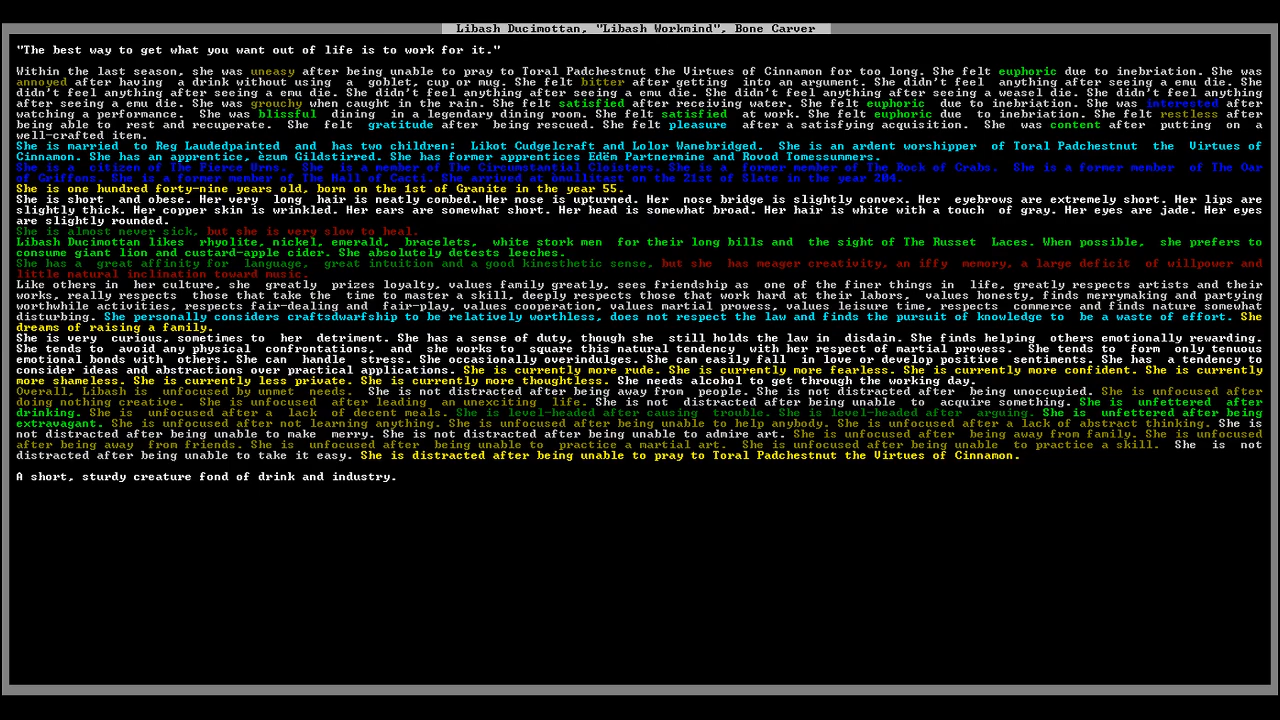 Libash Ducimottan, "Libash Workmind", Bone Carver
"The best way to get what you want out of life is to work for it."
Within the last season, she was uneasy after being unable to pray to Toral Padchestnut the Virtues of Cinnamon for too long. She felt euphoric due to inebriation. She was
annoyed after having a drink without using a goblet, cup or mug. She felt bitter after getting into an argument. She didn't feel anything after seeing a emu die. She
didn't feel anything after seeing a emu die. She didn't feel anything after seeing a emu die. She didn't feel anything after seeing a weasel die. She didn't feel anything
after seeing a emu die. She was grouchy when caught in the rain. She felt satisfied after receiving water. She felt euphoric due to inebriation. She was interested after
watching a performance. She was blissful dining in a legendary dining room. She felt satisfied at work. She felt euphoric due to inebriation. She felt restless after
being able to rest and recuperate. She felt gratitude after being rescued. She felt pleasure after a satisfying acquisition. She was content after putting on a
well-crafted item.
She is married to Reg Laudedpainted and has two children: Likot Cudgelcraft and Lolor Wanebridged. She is an ardent worshipper of Toral Padchestnut the Virtues of
Cinnamon. She has an apprentice, èzum Gildstirred. She has former apprentices Edëm Partnermine and Rovod Tomessummers.
She is a citizen of The Fierce Urns. She is a member of The Circumstantial Cloisters. She is a former member of The Rock of Crabs. She is a former member of The Oar
of Griffons. She is a former member of The Hall of Cacti. She arrived at Omulligut on the 21st of Slate in the year 204.
She is one hundred forty-nine years old, born on the 1st of Granite in the year 55.
She is short and obese. Her very long hair is neatly combed. Her nose is upturned. Her nose bridge is slightly convex. Her eyebrows are extremely short. Her lips are
slightly thick. Her copper skin is wrinkled. Her ears are somewhat short. Her head is somewhat broad. Her hair is white with a touch of gray. Her eyes are jade. Her eyes
are slightly rounded.
She is almost never sick, but she is very slow to heal.
Libash Ducimottan likes rhyolite, nickel, emerald, bracelets, white stork men for their long bills and the sight of The Russet Laces. When possible, she prefers to
consume giant lion and custard-apple cider. She absolutely detests leeches.
She has a great affinity for language, great intuition and a good kinesthetic sense, but she has meager creativity, an iffy memory, a large deficit of willpower and
little natural inclination toward music.
Like others in her culture, she greatly prizes loyalty, values family greatly, sees friendship as one of the finer things in life, greatly respects artists and their
works, really respects those that take the time to master a skill, deeply respects those that work hard at their labors, values honesty, finds merrymaking and partying
worthwhile activities, respects fair-dealing and fair-play, values cooperation, values martial prowess, values leisure time, respects commerce and finds nature somewhat
disturbing. She personally considers craftsdwarfship to be relatively worthless, does not respect the law and finds the pursuit of knowledge to be a waste of effort. She
dreams of raising a family.
She is very curious, sometimes to her detriment. She has a sense of duty, though she still holds the law in disdain. She finds helping others emotionally rewarding.
She tends to avoid any physical confrontations, and she works to square this natural tendency with her respect of martial prowess. She tends to form only tenuous
emotional bonds with others. She can handle stress. She occasionally overindulges. She can easily fall in love or develop positive sentiments. She has a tendency to
consider ideas and abstractions over practical applications. She is currently more rude. She is currently more fearless. She is currently more confident. She is currently
more shameless. She is currently less private. She is currently more thoughtless. She needs alcohol to get through the working day.
Overall, Libash is unfocused by unmet needs. She is not distracted after being away from people. She is not distracted after being unoccupied. She is unfocused after
doing nothing creative. She is unfocused after leading an unexciting life. She is not distracted after being unable to acquire something. She is unfettered after
drinking. She is unfocused after a lack of decent meals. She is level-headed after causing trouble. She is level-headed after arguing. She is unfettered after being
extravagant. She is unfocused after not learning anything. She is unfocused after being unable to help anybody. She is unfocused after a lack of abstract thinking. She is
not distracted after being unable to make merry. She is not distracted after being unable to admire art. She is unfocused after being away from family. She is unfocused
after being away from friends. She is unfocused after being unable to practice a martial art. She is unfocused after being unable to practice a skill. She is not
distracted after being unable to take it easy. She is distracted after being unable to pray to Toral Padchestnut the Virtues of Cinnamon.
A short, sturdy creature fond of drink and industry.